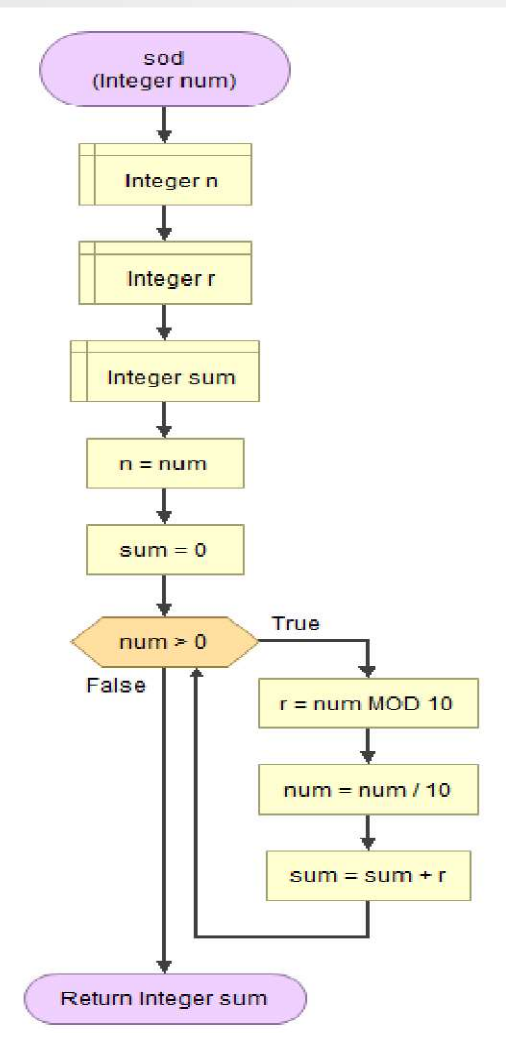 sod
(Integer num)
Integer n
Integer r
Integer sum
n = num
sum = 0
num > 0
True
False
r = num MOD 10
num = num / 10
sum = sum + r
Return Integer sum